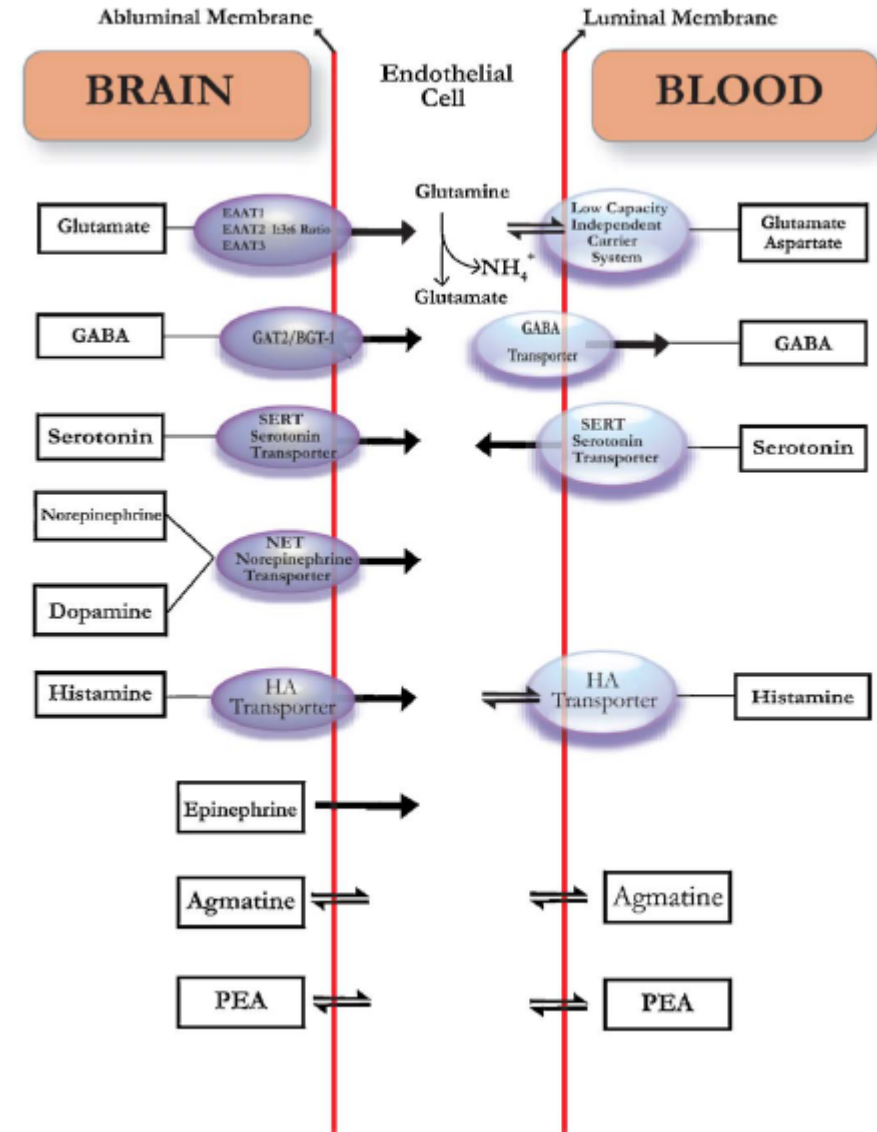 Abluminal Membrane
Luminal Membrane
BRAIN
Endothelial
Cell
BLOOD
Glutamate
EAAT1
EAAT2 1:3:6 Ratio
EAAT3
Glutamine
NH₄⁺
Glutamate
Low Capacity
Independent
Carrier
System
Glutamate
Aspartate
GABA
GAT2/BGT-1
GABA
Transporter
GABA
Serotonin
SERT
Serotonin
Transporter
SERT
Serotonin
Transporter
Serotonin
Norepinephrine
Dopamine
NET
Norepinephrine
Transporter
Histamine
HA
Transporter
HA
Transporter
Histamine
Epinephrine
Agmatine
Agmatine
PEA
PEA